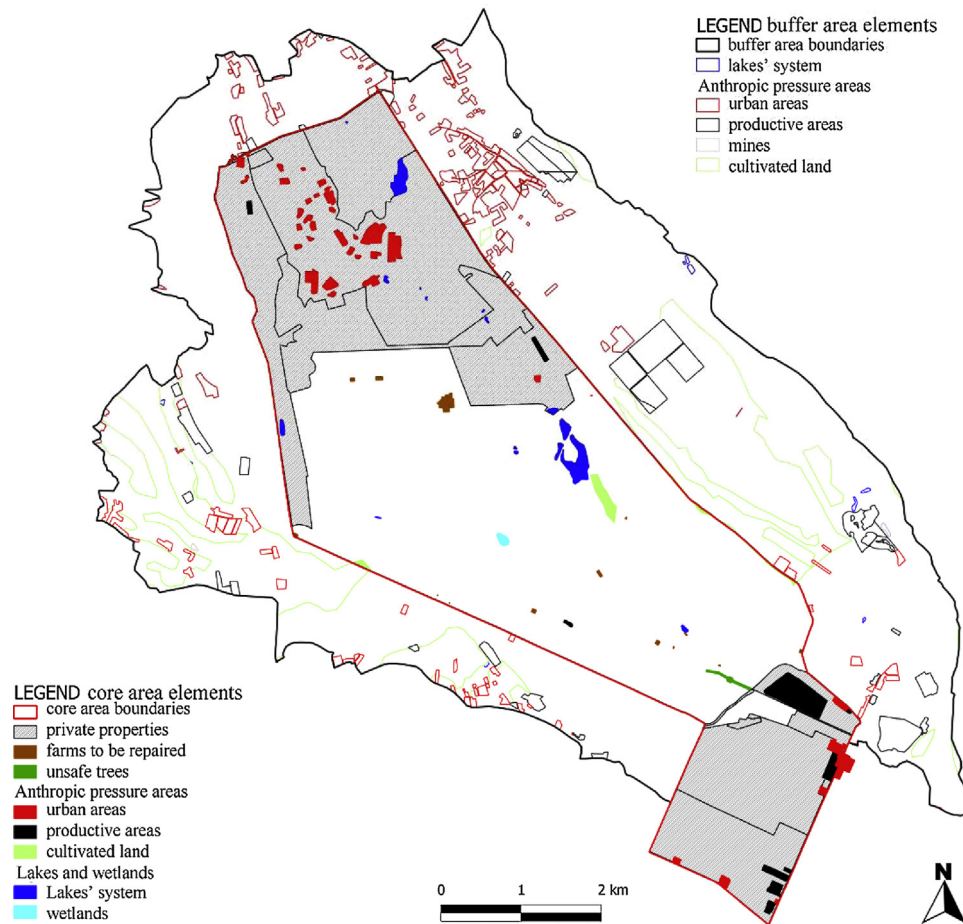 LEGEND buffer area elements
buffer area boundaries
lakes' system
Anthropic pressure areas
urban areas
productive areas
mines
cultivated land
LEGEND core area elements
core area boundaries
private properties
farms to be repaired
unsafe trees
Anthropic pressure areas
urban areas
productive areas
cultivated land
Lakes and wetlands
Lakes' system
wetlands
0 1 2 km
N